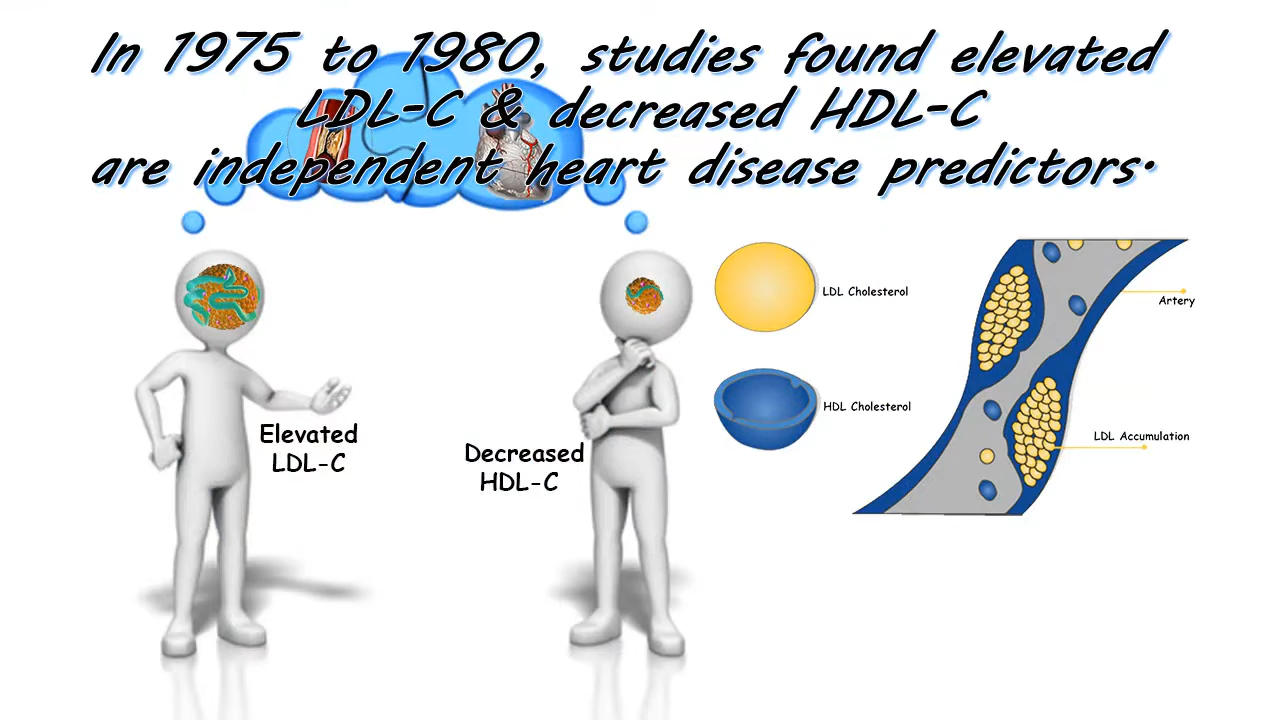 In 1975 to 1980, studies found elevated
LDL-C & decreased HDL-C
are independent heart disease predictors.
LDL Cholesterol
Artery
HDL Cholesterol
Elevated
LDL-C
LDL Accumulation
Decreased
HDL-C